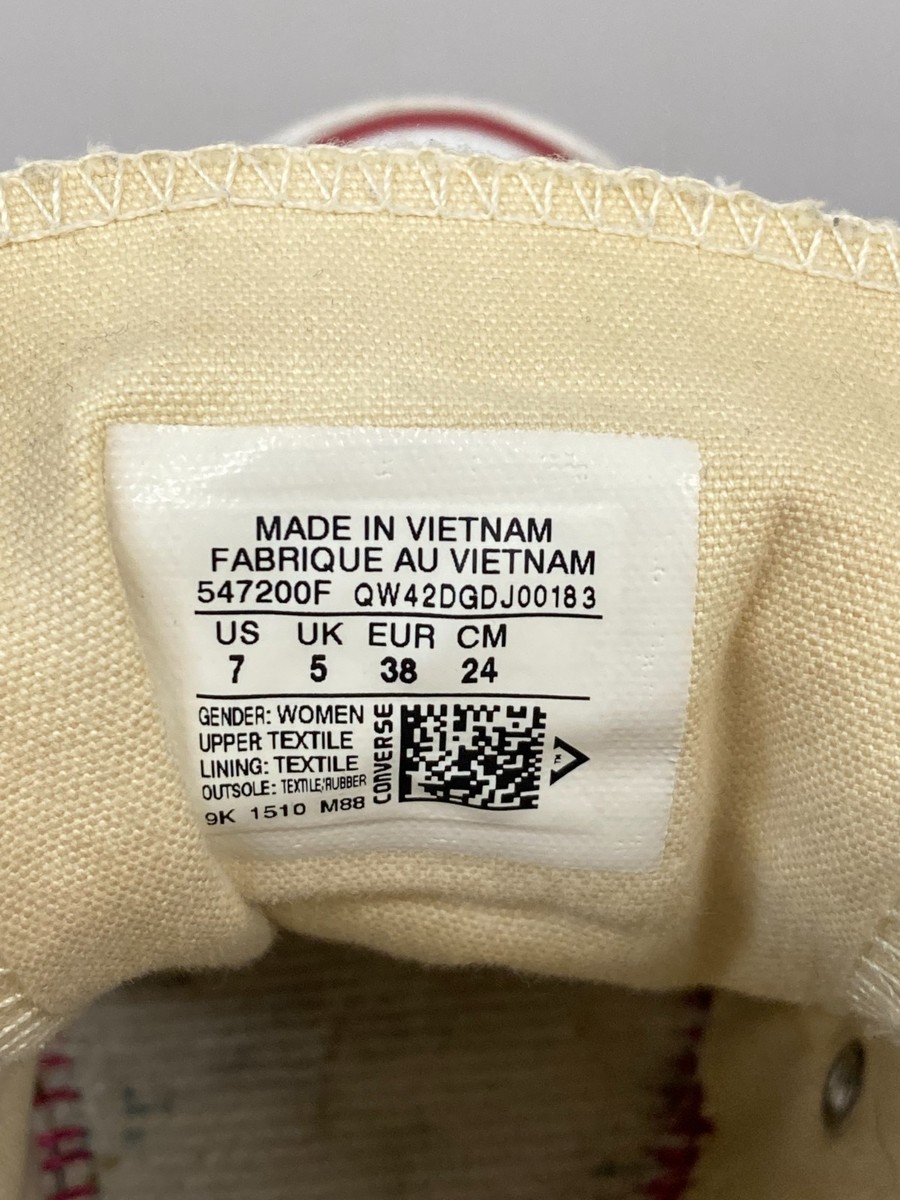 MADE IN VIETNAM
FABRIQUE AU VIETNAM
547200F QW42DGDJ00183
US UK EUR CM
7 5 38 24
GENDER: WOMEN
UPPER: TEXTILE
LINING: TEXTILE
OUTSOLE: TEXTILE/RUBBER
9K 1510 M88
CONVERSE
TM